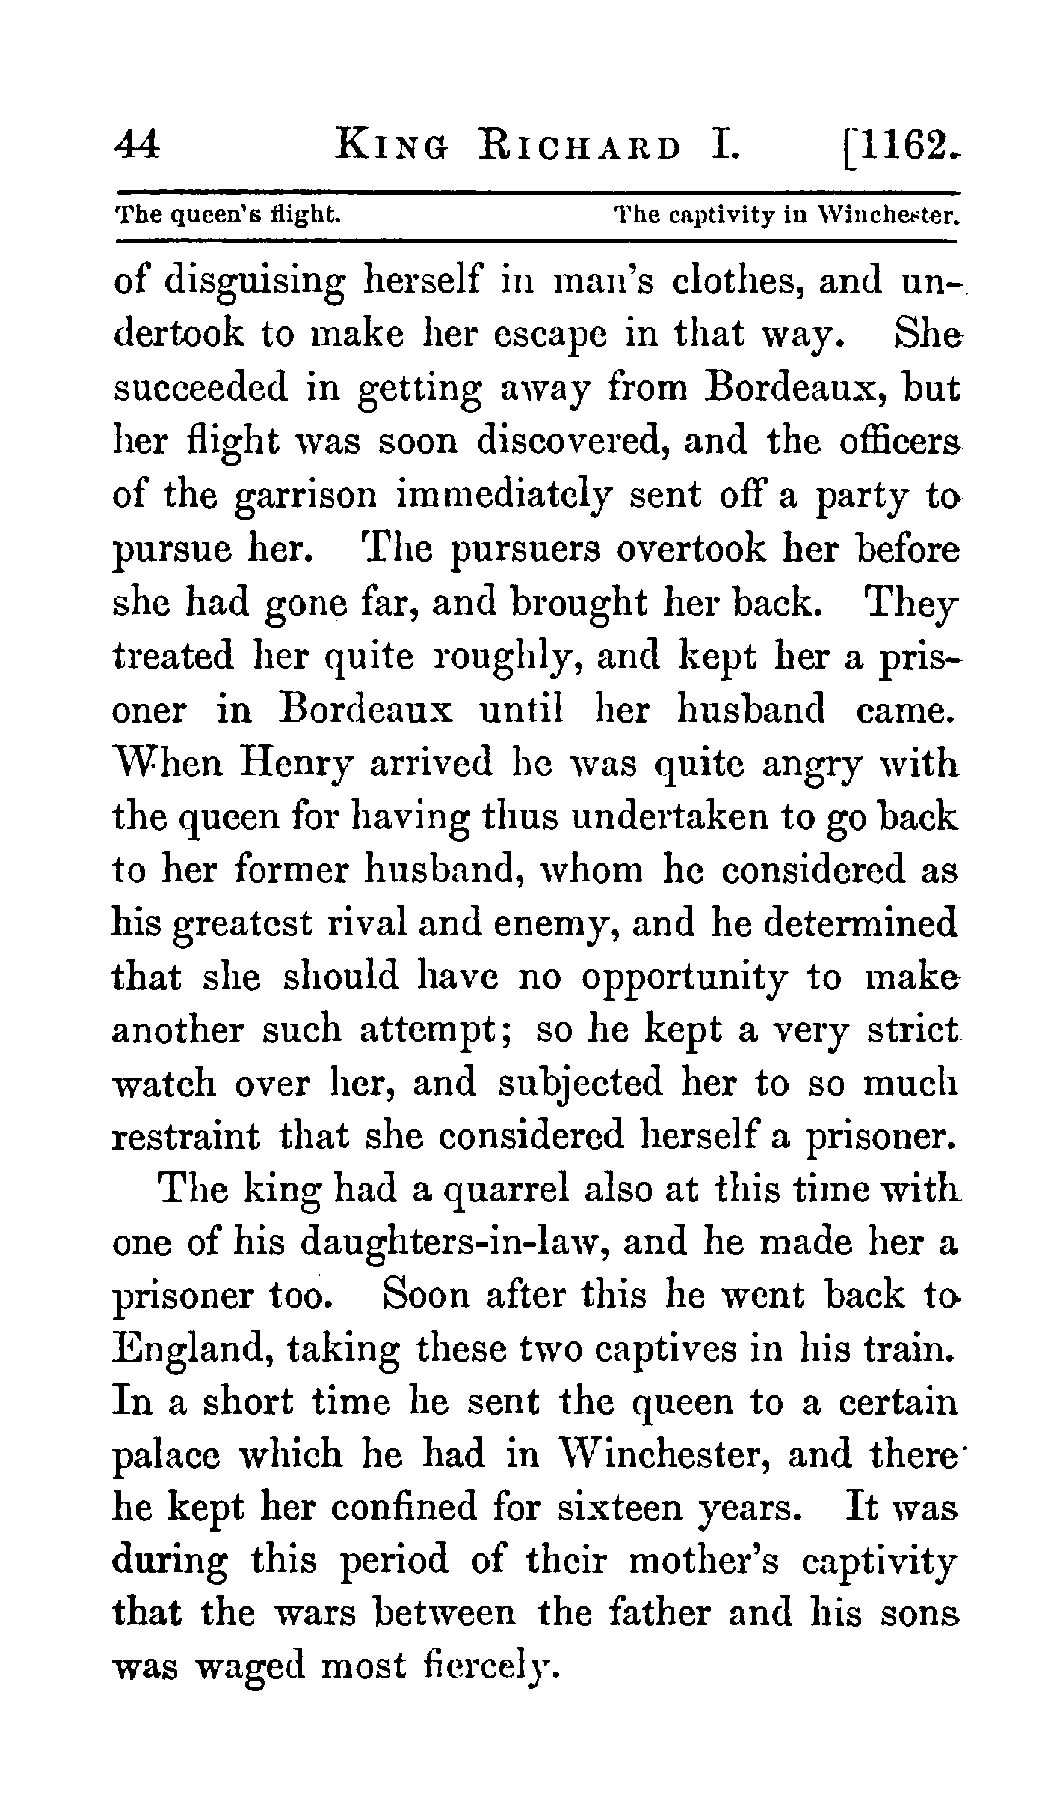 44 KING RICHARD I. [1162.
The queen's flight. The captivity in Winchester.
of disguising herself in man's clothes, and un-
dertook to make her escape in that way. She
succeeded in getting away from Bordeaux, but
her flight was soon discovered, and the officers
of the garrison immediately sent off a party to
pursue her. The pursuers overtook her before
she had gone far, and brought her back. They
treated her quite roughly, and kept her a pris-
oner in Bordeaux until her husband came.
When Henry arrived he was quite angry with
the queen for having thus undertaken to go back
to her former husband, whom he considered as
his greatest rival and enemy, and he determined
that she should have no opportunity to make
another such attempt; so he kept a very strict
watch over her, and subjected her to so much
restraint that she considered herself a prisoner.
The king had a quarrel also at this time with
one of his daughters-in-law, and he made her a
prisoner too. Soon after this he went back to
England, taking these two captives in his train.
In a short time he sent the queen to a certain
palace which he had in Winchester, and there
he kept her confined for sixteen years. It was
during this period of their mother's captivity
that the wars between the father and his sons
was waged most fiercely.